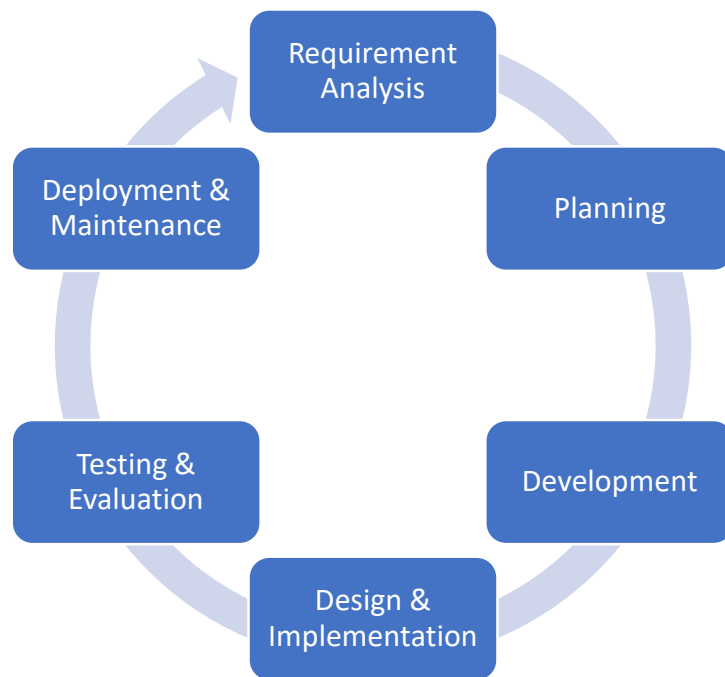 Requirement
Analysis
Planning
Development
Design &
Implementation
Testing &
Evaluation
Deployment &
Maintenance